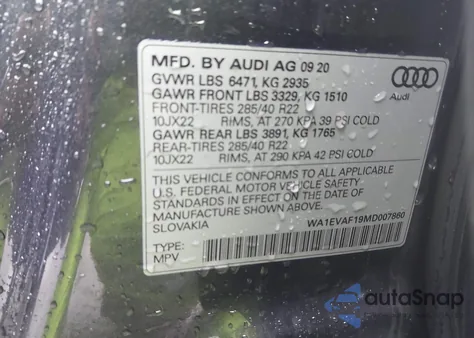 MFD. BY AUDI AG 09 20
GVWR LBS 6471, KG 2935
GAWR FRONT LBS 3329, KG 1510
FRONT-TIRES 285/40 R22
10JX22 RIMS, AT 270 KPA 39 PSI COLD
GAWR REAR LBS 3891, KG 1765
REAR-TIRES 285/40 R22
10JX22 RIMS, AT 290 KPA 42 PSI COLD
THIS VEHICLE CONFORMS TO ALL APPLICABLE
U.S. FEDERAL MOTOR VEHICLE SAFETY
STANDARDS IN EFFECT ON THE DATE OF
MANUFACTURE SHOWN ABOVE.
SLOVAKIA
WA1EVAF19MD007860
TYPE:
MPV
Audi
autoSnap